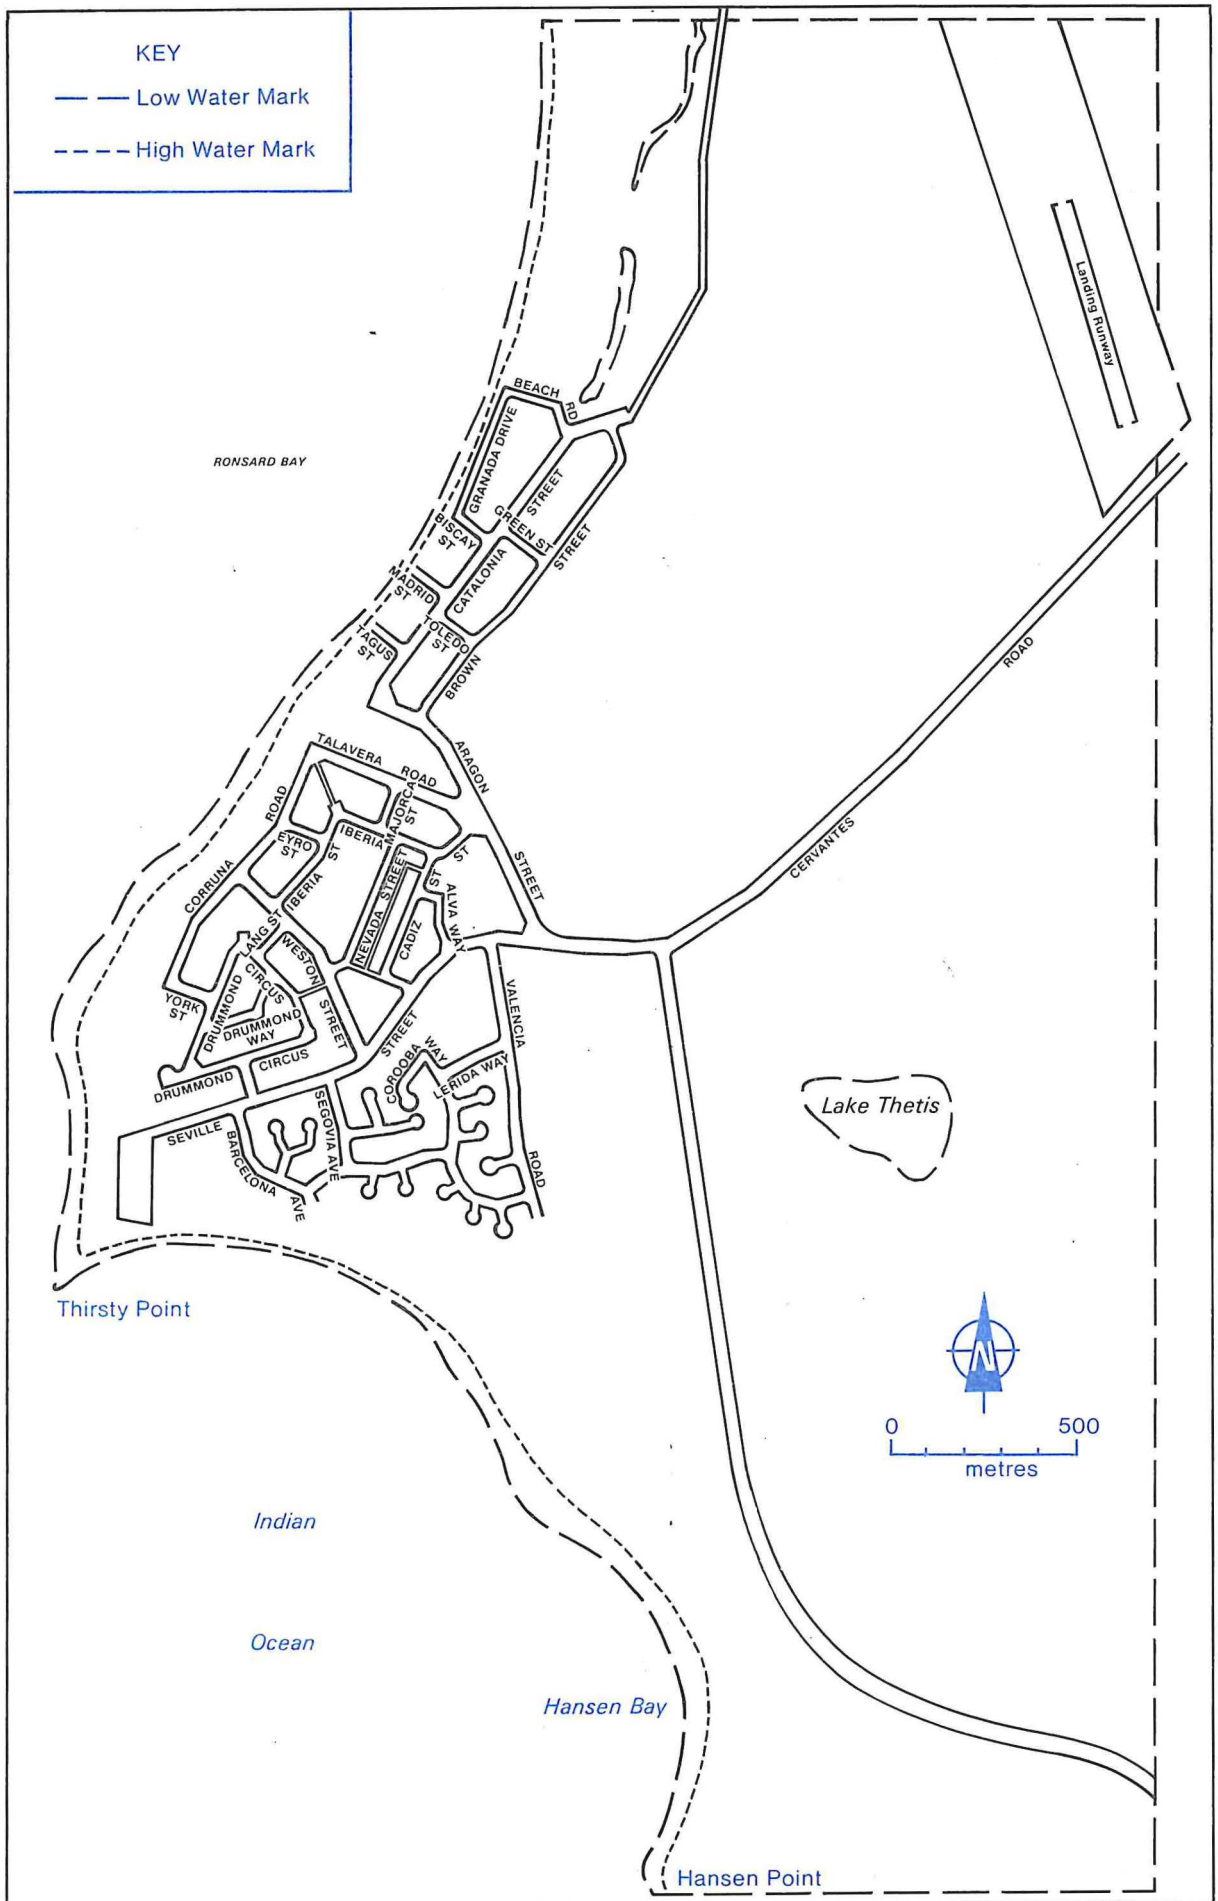 KEY
Low Water Mark
High Water Mark
Landing Runway
BEACH
RD
GRANADA DRIVE
RONSARD BAY
STREET
GREEN ST
BISCAY
ST
STREET
CATALONIA
MADRID
ST
TOLEDO
ST
TAGUS
ST
BROWN
ROAD
TALAVERA
ROAD
ARAGON
ROAD
MAJORCA
ST
IBERIA
EYRO
ST
ST
ST
STREET
CERVANTES
CORRUNA
IBERIA
NEVADA STREET
ST
ALVA WAY
LANG ST
WESTON
CADIZ
CIRCUS
DRUMMOND
YORK
ST
STREET
VALENCIA
DRUMMOND
WAY
STREET
CIRCUS
COROOBA WAY
LERIDA WAY
DRUMMOND
Lake Thetis
SEVILLE
SEGOVIA AVE
BARCELONA
AVE
ROAD
Thirsty Point
N
0 500
metres
Indian
Ocean
Hansen Bay
Hansen Point